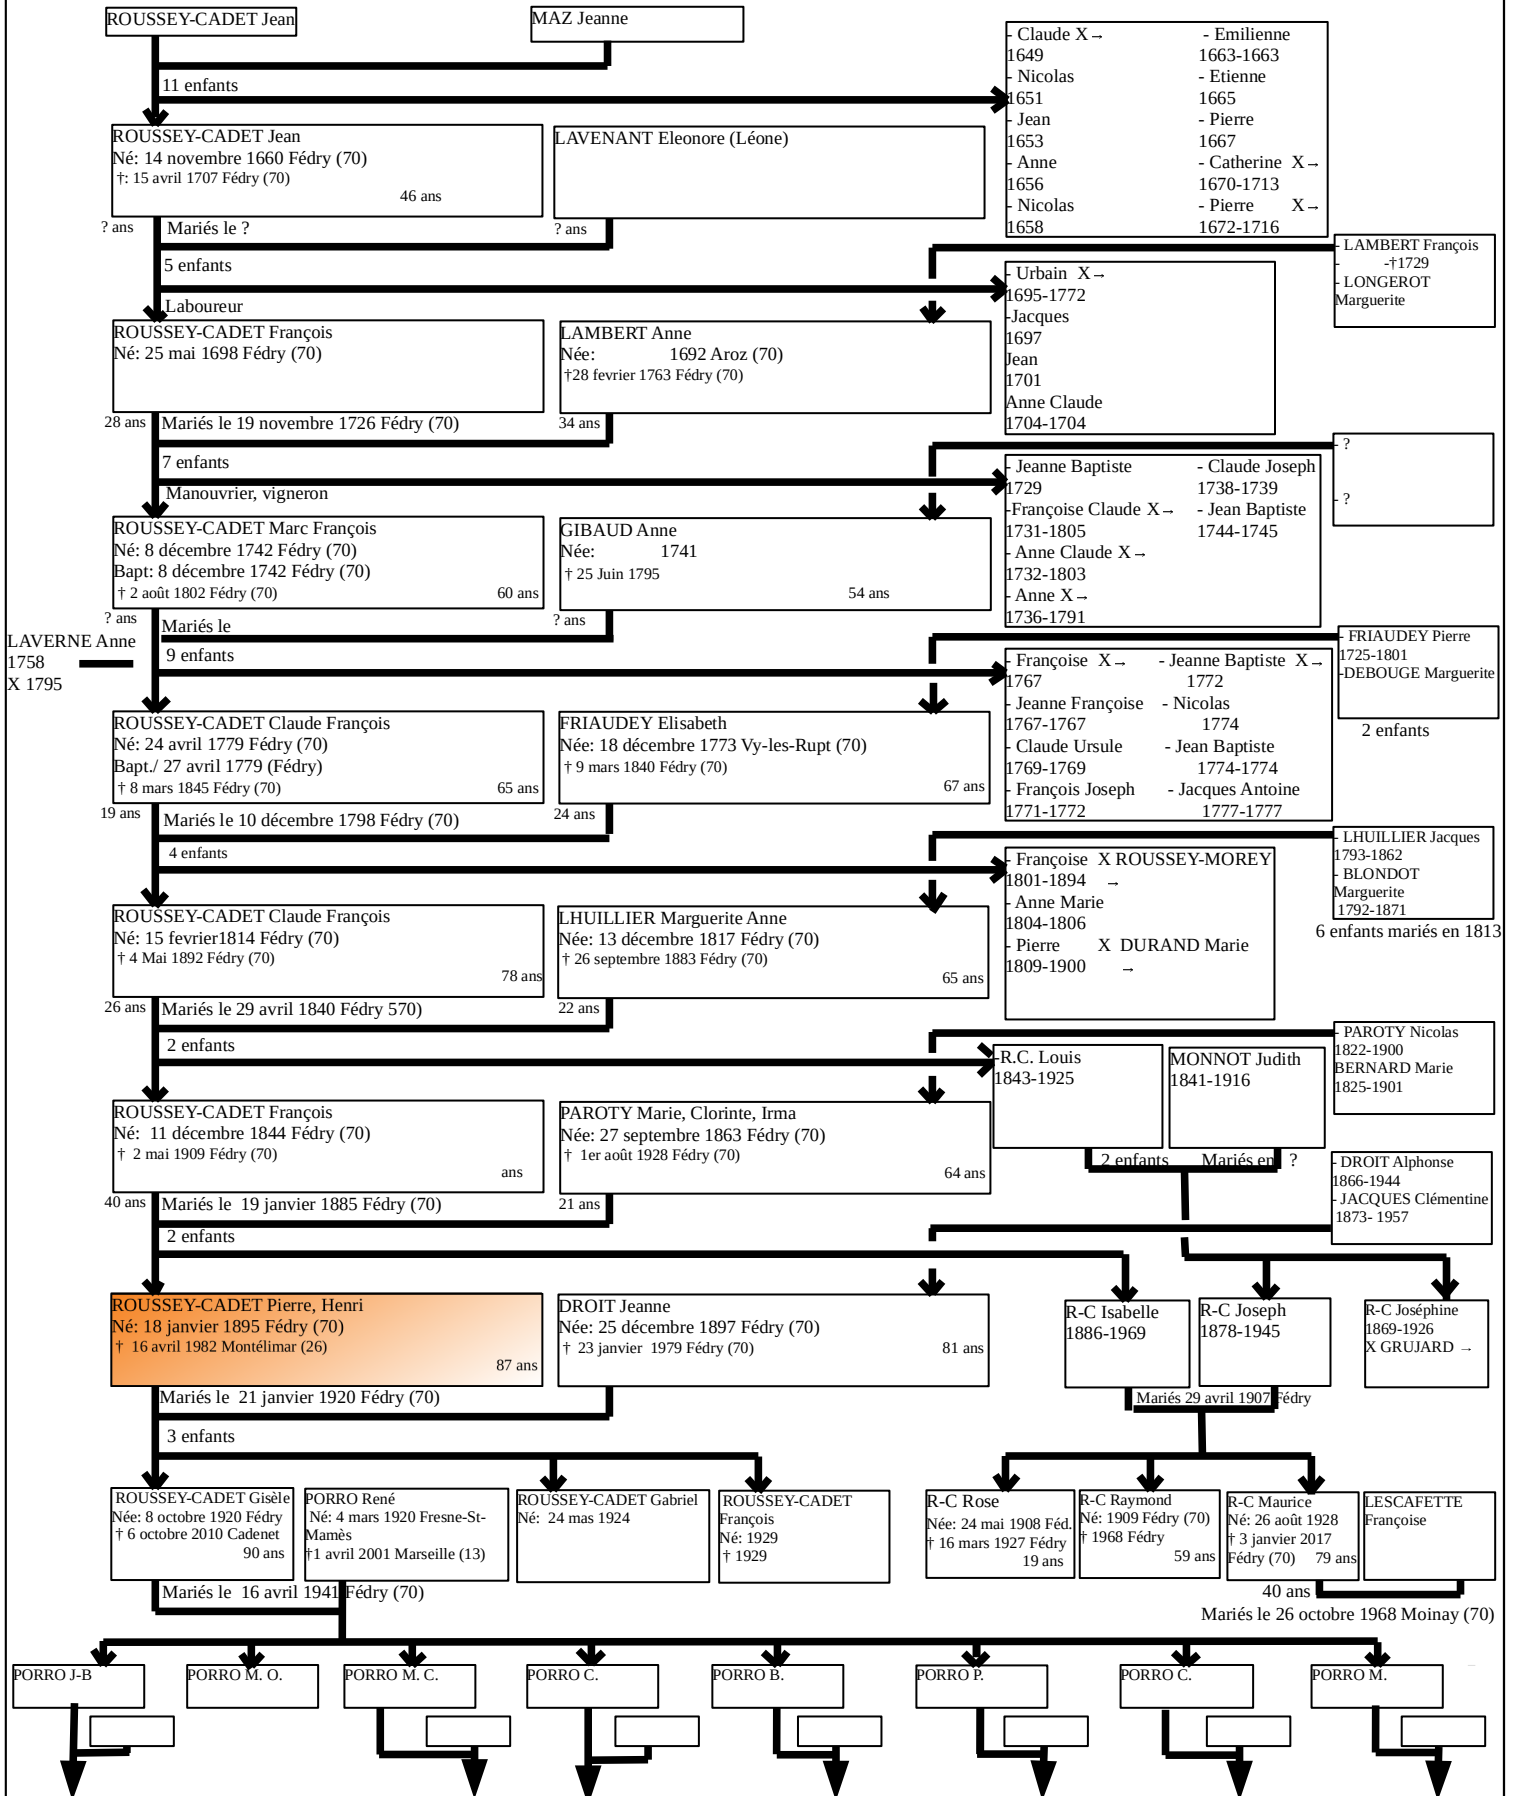 ROUSSEY-CADET Jean
MAZ Jeanne
11 enfants
- Claude X→
1649
- Nicolas
1651
- Jean
1653
- Anne
1656
- Nicolas
1658
- Emilienne
1663-1663
- Etienne
1665
- Pierre
1667
- Catherine X→
1670-1713
- Pierre X→
1672-1716
ROUSSEY-CADET Jean
Né: 14 novembre 1660 Fédry (70)
†: 15 avril 1707 Fédry (70)
46 ans
LAVENANT Eleonore (Léone)
? ans
Mariés le ?
? ans
5 enfants
Laboureur
- LAMBERT François
- -†1729
- LONGEROT
Marguerite
- Urbain X→
1695-1772
-Jacques
1697
Jean
1701
Anne Claude
1704-1704
ROUSSEY-CADET François
Né: 25 mai 1698 Fédry (70)
LAMBERT Anne
Née: 1692 Aroz (70)
†28 fevrier 1763 Fédry (70)
28 ans
Mariés le 19 novembre 1726 Fédry (70)
34 ans
7 enfants
Manouvrier, vigneron
- ?
- ?
- Jeanne Baptiste
1729
-Françoise Claude X→
1731-1805
- Anne Claude X→
1732-1803
- Anne X→
1736-1791
- Claude Joseph
1738-1739
- Jean Baptiste
1744-1745
ROUSSEY-CADET Marc François
Né: 8 décembre 1742 Fédry (70)
Bapt: 8 décembre 1742 Fédry (70)
† 2 août 1802 Fédry (70)
60 ans
GIBAUD Anne
Née: 1741
† 25 Juin 1795
54 ans
? ans
Mariés le
? ans
LAVERNE Anne
1758
X 1795
9 enfants
- FRIAUDEY Pierre
1725-1801
-DEBOUGE Marguerite
2 enfants
- Françoise X→
1767
- Jeanne Françoise
1767-1767
- Claude Ursule
1769-1769
- François Joseph
1771-1772
- Jeanne Baptiste X→
1772
- Nicolas
1774
- Jean Baptiste
1774-1774
- Jacques Antoine
1777-1777
ROUSSEY-CADET Claude François
Né: 24 avril 1779 Fédry (70)
Bapt./ 27 avril 1779 (Fédry)
† 8 mars 1845 Fédry (70)
65 ans
FRIAUDEY Elisabeth
Née: 18 décembre 1773 Vy-les-Rupt (70)
† 9 mars 1840 Fédry (70)
67 ans
19 ans
Mariés le 10 décembre 1798 Fédry (70)
24 ans
4 enfants
- LHUILLIER Jacques
1793-1862
- BLONDOT
Marguerite
1792-1871
6 enfants mariés en 1813
- Françoise X ROUSSEY-MOREY
1801-1894 →
- Anne Marie
1804-1806
- Pierre X DURAND Marie
1809-1900 →
ROUSSEY-CADET Claude François
Né: 15 fevrier1814 Fédry (70)
† 4 Mai 1892 Fédry (70)
78 ans
LHUILLIER Marguerite Anne
Née: 13 décembre 1817 Fédry (70)
† 26 septembre 1883 Fédry (70)
65 ans
26 ans
Mariés le 29 avril 1840 Fédry 570)
22 ans
2 enfants
- PAROTY Nicolas
1822-1900
BERNARD Marie
1825-1901
-R.C. Louis
1843-1925
MONNOT Judith
1841-1916
2 enfants
Mariés en ?
ROUSSEY-CADET François
Né: 11 décembre 1844 Fédry (70)
† 2 mai 1909 Fédry (70)
ans
PAROTY Marie, Clorinte, Irma
Née: 27 septembre 1863 Fédry (70)
† 1er août 1928 Fédry (70)
64 ans
40 ans
Mariés le 19 janvier 1885 Fédry (70)
21 ans
2 enfants
- DROIT Alphonse
1866-1944
- JACQUES Clémentine
1873- 1957
ROUSSEY-CADET Pierre, Henri
Né: 18 janvier 1895 Fédry (70)
† 16 avril 1982 Montélimar (26)
87 ans
DROIT Jeanne
Née: 25 décembre 1897 Fédry (70)
† 23 janvier 1979 Fédry (70)
81 ans
R-C Isabelle
1886-1969
R-C Joseph
1878-1945
R-C Joséphine
1869-1926
X GRUJARD →
Mariés le 21 janvier 1920 Fédry (70)
Mariés 29 avril 1907 Fédry
3 enfants
ROUSSEY-CADET Gisèle
Née: 8 octobre 1920 Fédry
† 6 octobre 2010 Cadenet
90 ans
PORRO René
Né: 4 mars 1920 Fresne-St-
Mamès
†1 avril 2001 Marseille (13)
ROUSSEY-CADET Gabriel
Né: 24 mas 1924
ROUSSEY-CADET
François
Né: 1929
† 1929
R-C Rose
Née: 24 mai 1908 Féd.
† 16 mars 1927 Fédry
19 ans
R-C Raymond
Né: 1909 Fédry (70)
† 1968 Fédry
59 ans
R-C Maurice
Né: 26 août 1928
† 3 janvier 2017
Fédry (70) 79 ans
LESCAFETTE
Françoise
Mariés le 16 avril 1941 Fédry (70)
40 ans
Mariés le 26 octobre 1968 Moinay (70)
PORRO J-B
PORRO M. O.
PORRO M. C.
PORRO C.
PORRO B.
PORRO P.
PORRO C.
PORRO M.